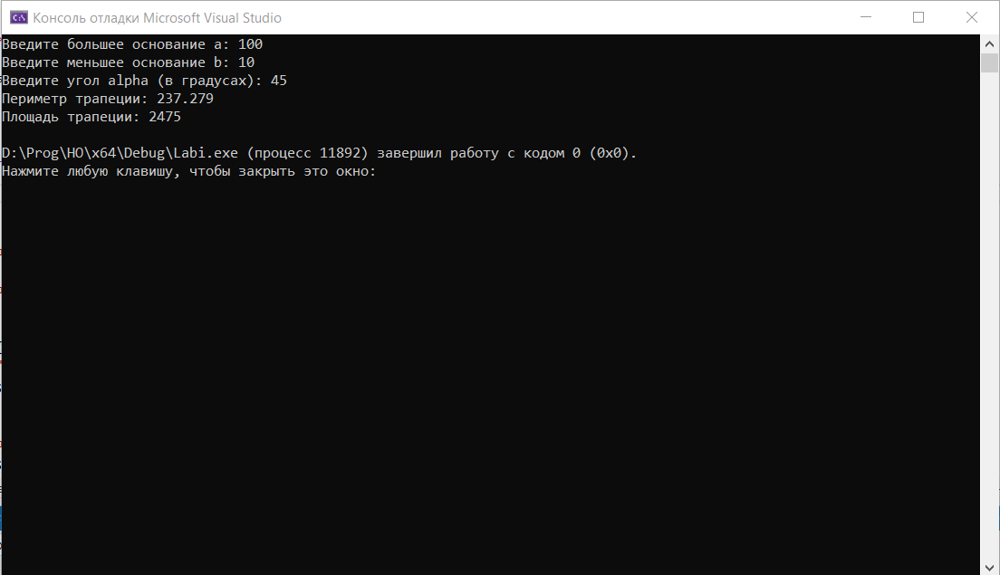 Консоль отладки Microsoft Visual Studio
Введите большее основание a: 100
Введите меньшее основание b: 10
Введите угол alpha (в градусах): 45
Периметр трапеции: 237.279
Площадь трапеции: 2475
D:\Prog\HO\x64\Debug\Labi.exe (процесс 11892) завершил работу с кодом 0 (0x0).
Нажмите любую клавишу, чтобы закрыть это окно: